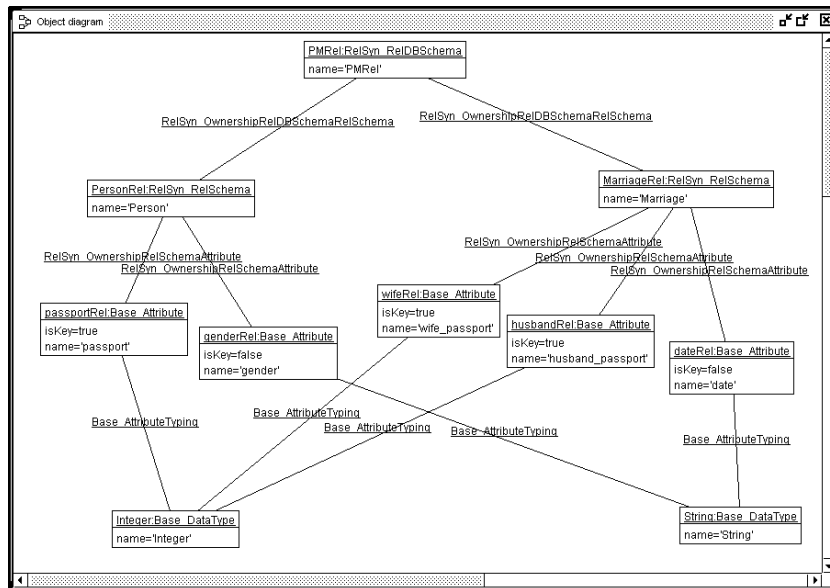 Object diagram
PMRel:RelSyn_RelDBSchema
name='PMRel'
RelSyn_OwnershipRelDBSchemaRelSchema
RelSyn_OwnershipRelDBSchemaRelSchema
PersonRel:RelSyn_RelSchema
name='Person'
MarriageRel:RelSyn_RelSchema
name='Marriage'
RelSyn_OwnershipRelSchemaAttribute
RelSyn_OwnershipRelSchemaAttribute
RelSyn_OwnershipRelSchemaAttribute
RelSyn_OwnershipRelSchemaAttribute
RelSyn_OwnershipRelSchemaAttribute
passportRel:Base_Attribute
isKey=true
name='passport'
genderRel:Base_Attribute
isKey=false
name='gender'
wifeRel:Base_Attribute
isKey=true
name='wife_passport'
husbandRel:Base_Attribute
isKey=true
name='husband_passport'
dateRel:Base_Attribute
isKey=false
name='date'
Base_AttributeTyping
Base_AttributeTyping
Base_AttributeTyping
Base_AttributeTyping
Base_AttributeTyping
Integer:Base_DataType
name='Integer'
String:Base_DataType
name='String'